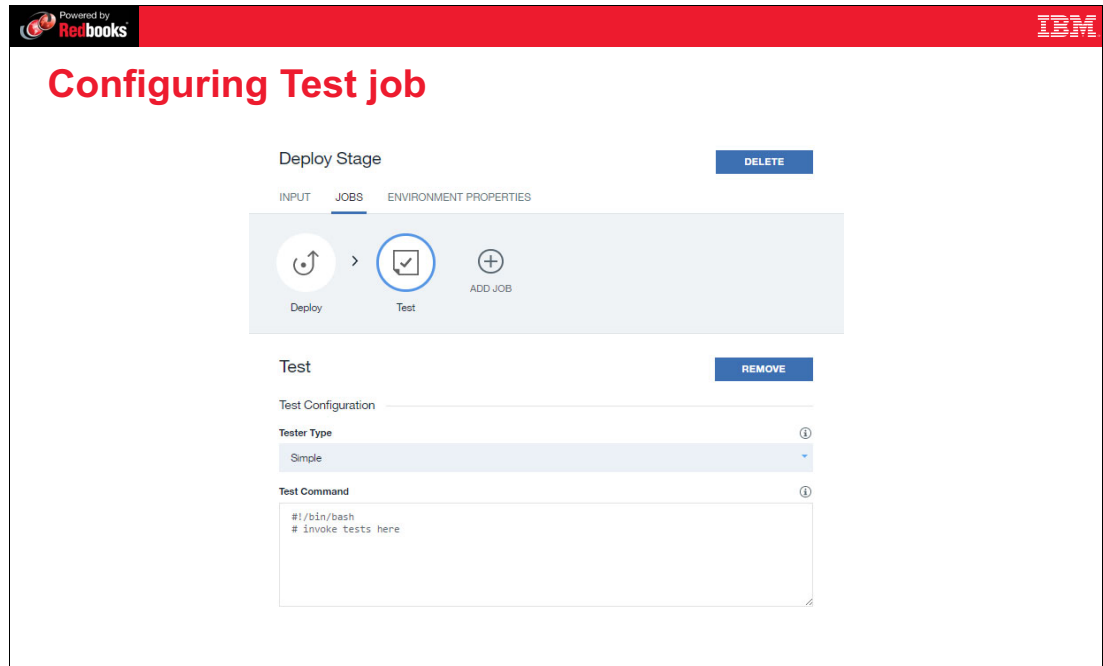 Powered by
Redbooks
IBM
Configuring Test job
Deploy Stage
DELETE
INPUT JOBS ENVIRONMENT PROPERTIES
>
ADD JOB
Deploy Test
Test
REMOVE
Test Configuration
Tester Type
Simple
Test Command
#!/bin/bash
# invoke tests here